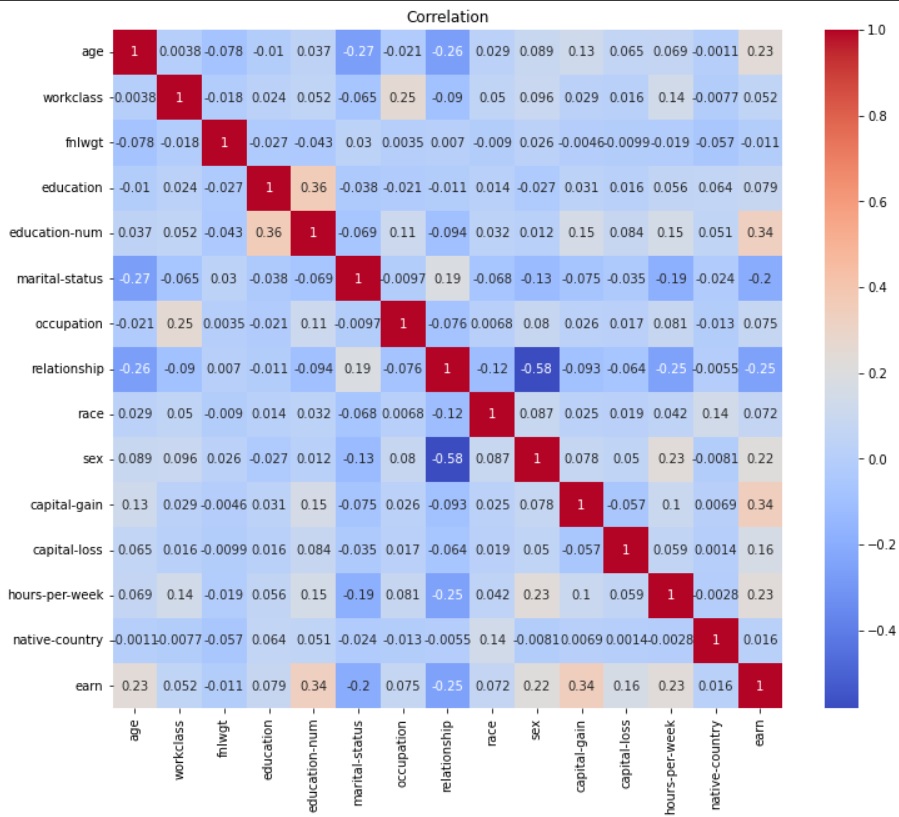 Correlation
age 1 0.0038 -0.078 -0.01 0.037 -0.27 -0.021 -0.26 0.029 0.089 0.13 0.065 0.069 -0.0011 0.23
workclass 0.0038 1 -0.018 0.024 0.052 -0.065 0.25 -0.09 0.05 0.096 0.029 0.016 0.14 -0.0077 0.052
fnlwgt -0.078 -0.018 1 -0.027 -0.043 0.03 0.0035 0.007 -0.009 0.026 -0.0046 -0.0099 -0.019 -0.057 -0.011
education -0.01 0.024 -0.027 1 0.36 -0.038 -0.021 -0.011 0.014 -0.027 0.031 0.016 0.056 0.064 0.079
education-num 0.037 0.052 -0.043 0.36 1 -0.069 0.11 -0.094 0.032 0.012 0.15 0.084 0.15 0.051 0.34
marital-status -0.27 -0.065 0.03 -0.038 -0.069 1 -0.0097 0.19 -0.068 -0.13 -0.075 -0.035 -0.19 -0.024 -0.2
occupation -0.021 0.25 0.0035 -0.021 0.11 -0.0097 1 -0.076 0.0068 0.08 0.026 0.017 0.081 -0.013 0.075
relationship -0.26 -0.09 0.007 -0.011 -0.094 0.19 -0.076 1 -0.12 -0.58 -0.093 -0.064 -0.25 -0.0055 -0.25
race 0.029 0.05 -0.009 0.014 0.032 -0.068 0.0068 -0.12 1 0.087 0.025 0.019 0.042 0.14 0.072
sex 0.089 0.096 0.026 -0.027 0.012 -0.13 0.08 -0.58 0.087 1 0.078 0.05 0.23 -0.0081 0.22
capital-gain 0.13 0.029 -0.0046 0.031 0.15 -0.075 0.026 -0.093 0.025 0.078 1 -0.057 0.1 0.0069 0.34
capital-loss 0.065 0.016 -0.0099 0.016 0.084 -0.035 0.017 -0.064 0.019 0.05 -0.057 1 0.059 0.0014 0.16
hours-per-week 0.069 0.14 -0.019 0.056 0.15 -0.19 0.081 -0.25 0.042 0.23 0.1 0.059 1 -0.0028 0.23
native-country -0.0011 -0.0077 -0.057 0.064 0.051 -0.024 -0.013 -0.0055 0.14 -0.0081 0.0069 0.0014 -0.0028 1 0.016
earn 0.23 0.052 -0.011 0.079 0.34 -0.2 0.075 -0.25 0.072 0.22 0.34 0.16 0.23 0.016 1
age
workclass
fnlwgt
education
education-num
marital-status
occupation
relationship
race
sex
capital-gain
capital-loss
hours-per-week
native-country
earn
1.0
0.8
0.6
0.4
0.2
0.0
−0.2
−0.4